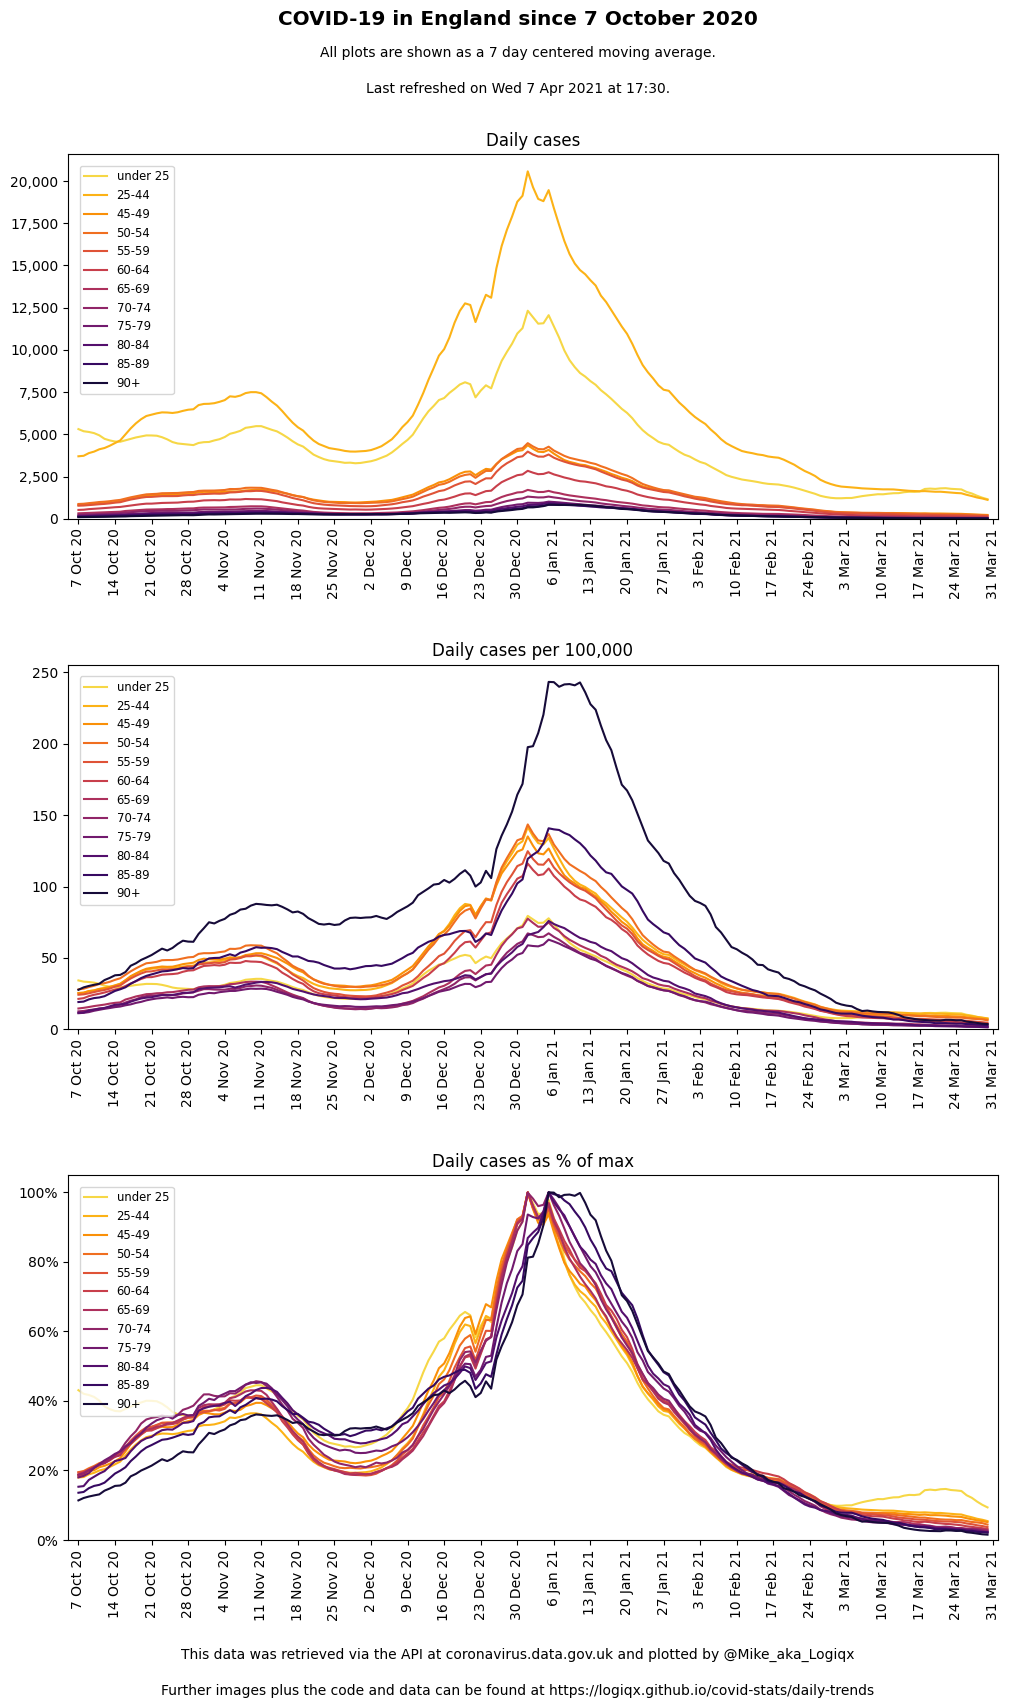 COVID-19 in England since 7 October 2020
All plots are shown as a 7 day centered moving average.
Last refreshed on Wed 7 Apr 2021 at 17:30.
Daily cases
20,000
17,500
15,000
12,500
10,000
7,500
5,000
2,500
0
under 25
25-44
45-49
50-54
55-59
60-64
65-69
70-74
75-79
80-84
85-89
90+
7 Oct 20
14 Oct 20
21 Oct 20
28 Oct 20
4 Nov 20
11 Nov 20
18 Nov 20
25 Nov 20
2 Dec 20
9 Dec 20
16 Dec 20
23 Dec 20
30 Dec 20
6 Jan 21
13 Jan 21
20 Jan 21
27 Jan 21
3 Feb 21
10 Feb 21
17 Feb 21
24 Feb 21
3 Mar 21
10 Mar 21
17 Mar 21
24 Mar 21
31 Mar 21
Daily cases per 100,000
250
200
150
100
50
0
under 25
25-44
45-49
50-54
55-59
60-64
65-69
70-74
75-79
80-84
85-89
90+
7 Oct 20
14 Oct 20
21 Oct 20
28 Oct 20
4 Nov 20
11 Nov 20
18 Nov 20
25 Nov 20
2 Dec 20
9 Dec 20
16 Dec 20
23 Dec 20
30 Dec 20
6 Jan 21
13 Jan 21
20 Jan 21
27 Jan 21
3 Feb 21
10 Feb 21
17 Feb 21
24 Feb 21
3 Mar 21
10 Mar 21
17 Mar 21
24 Mar 21
31 Mar 21
Daily cases as % of max
100%
80%
60%
40%
20%
0%
under 25
25-44
45-49
50-54
55-59
60-64
65-69
70-74
75-79
80-84
85-89
90+
7 Oct 20
14 Oct 20
21 Oct 20
28 Oct 20
4 Nov 20
11 Nov 20
18 Nov 20
25 Nov 20
2 Dec 20
9 Dec 20
16 Dec 20
23 Dec 20
30 Dec 20
6 Jan 21
13 Jan 21
20 Jan 21
27 Jan 21
3 Feb 21
10 Feb 21
17 Feb 21
24 Feb 21
3 Mar 21
10 Mar 21
17 Mar 21
24 Mar 21
31 Mar 21
This data was retrieved via the API at coronavirus.data.gov.uk and plotted by @Mike_aka_Logiqx
Further images plus the code and data can be found at https://logiqx.github.io/covid-stats/daily-trends